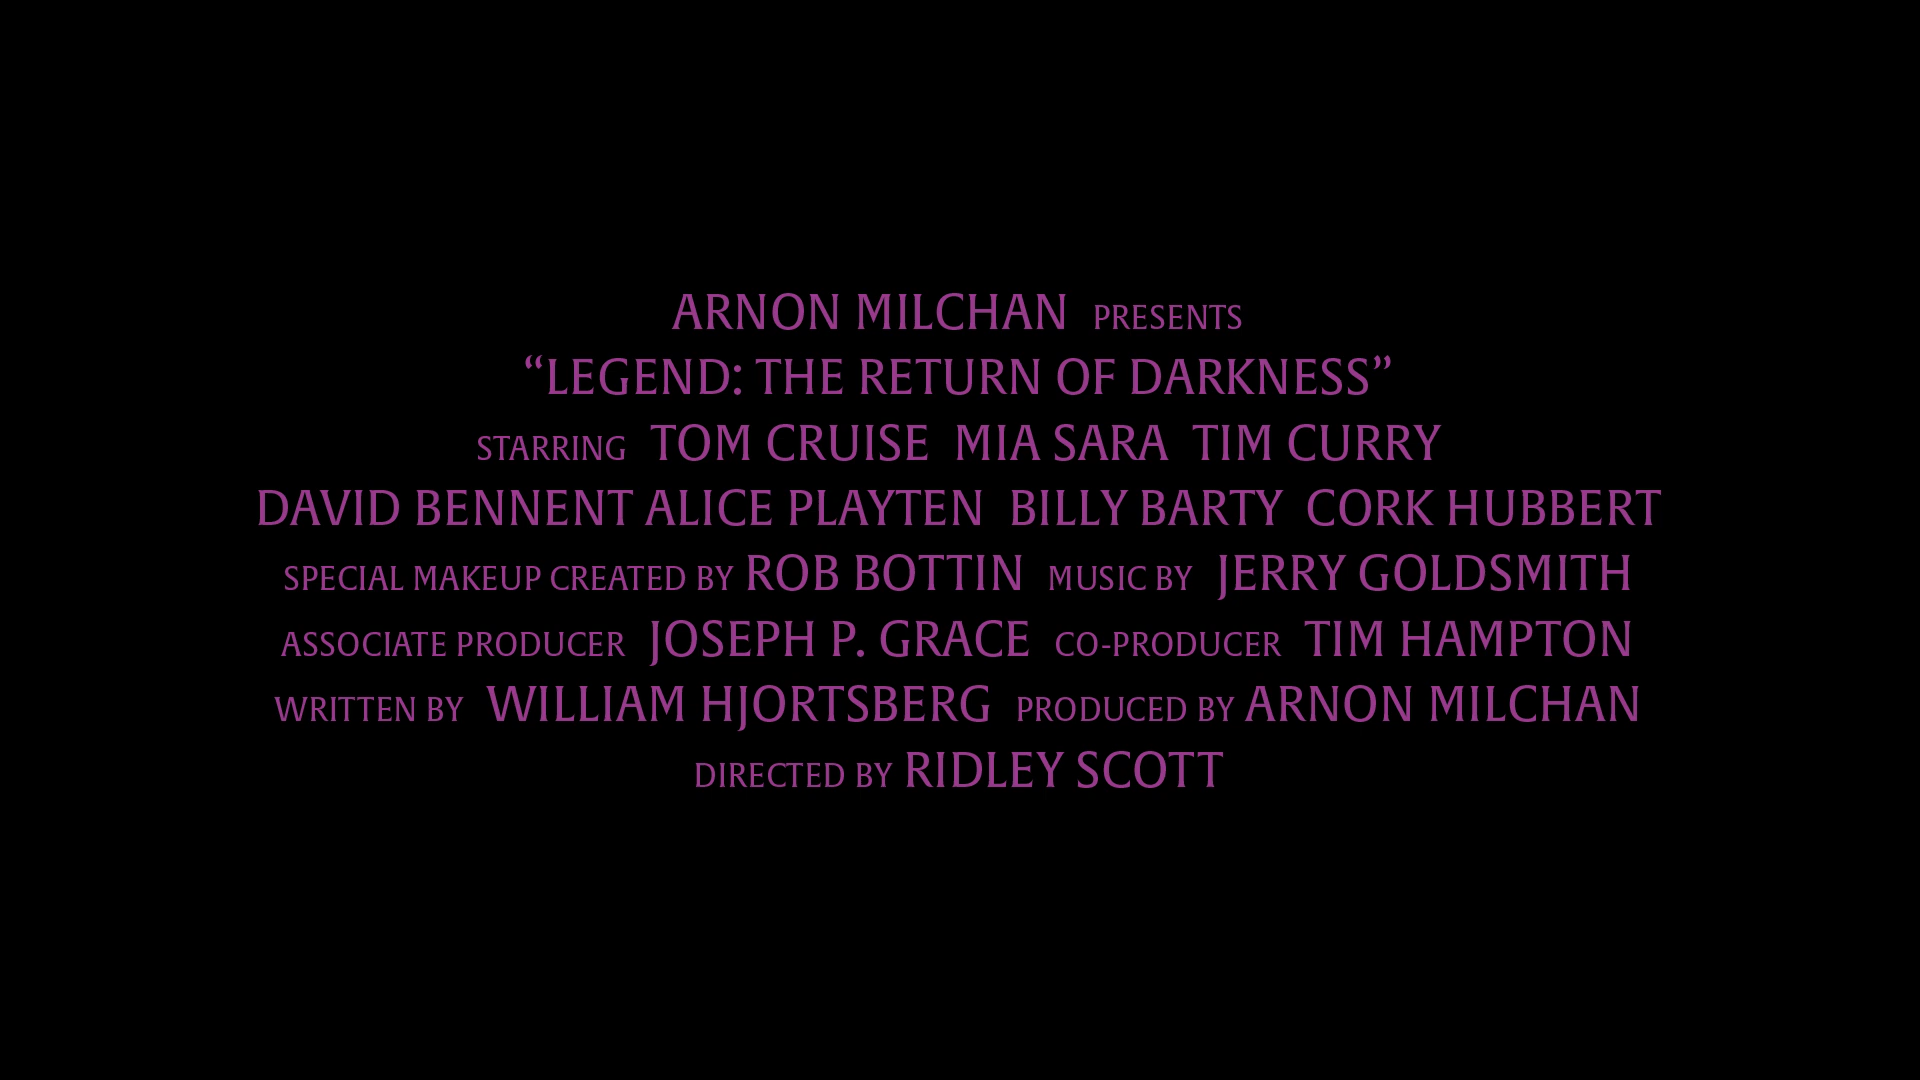 ARNON MILCHAN PRESENTS
“LEGEND: THE RETURN OF DARKNESS”
STARRING TOM CRUISE MIA SARA TIM CURRY
DAVID BENNENT ALICE PLAYTEN BILLY BARTY CORK HUBBERT
SPECIAL MAKEUP CREATED BY ROB BOTTIN MUSIC BY JERRY GOLDSMITH
ASSOCIATE PRODUCER JOSEPH P. GRACE CO-PRODUCER TIM HAMPTON
WRITTEN BY WILLIAM HJORTSBERG PRODUCED BY ARNON MILCHAN
DIRECTED BY RIDLEY SCOTT